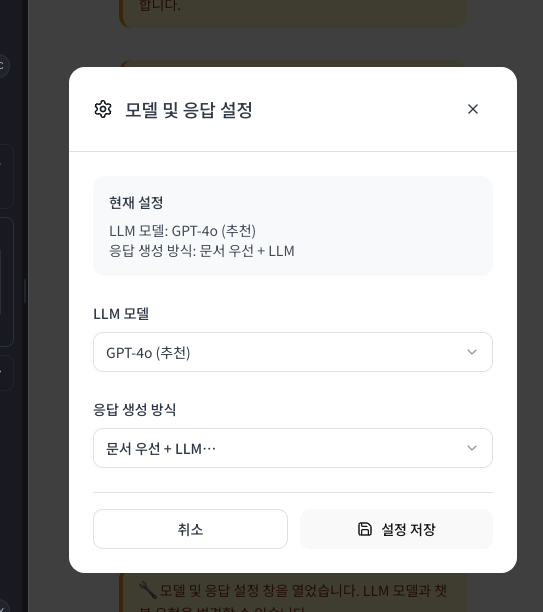 합니다.
모델 및 응답 설정
현재 설정
LLM 모델: GPT-4o (추천)
응답 생성 방식: 문서 우선 + LLM
LLM 모델
GPT-4o (추천)
응답 생성 방식
문서 우선 + LLM…
취소
설정 저장
모델 및 응답 설정 창을 열었습니다. LLM 모델과 챗